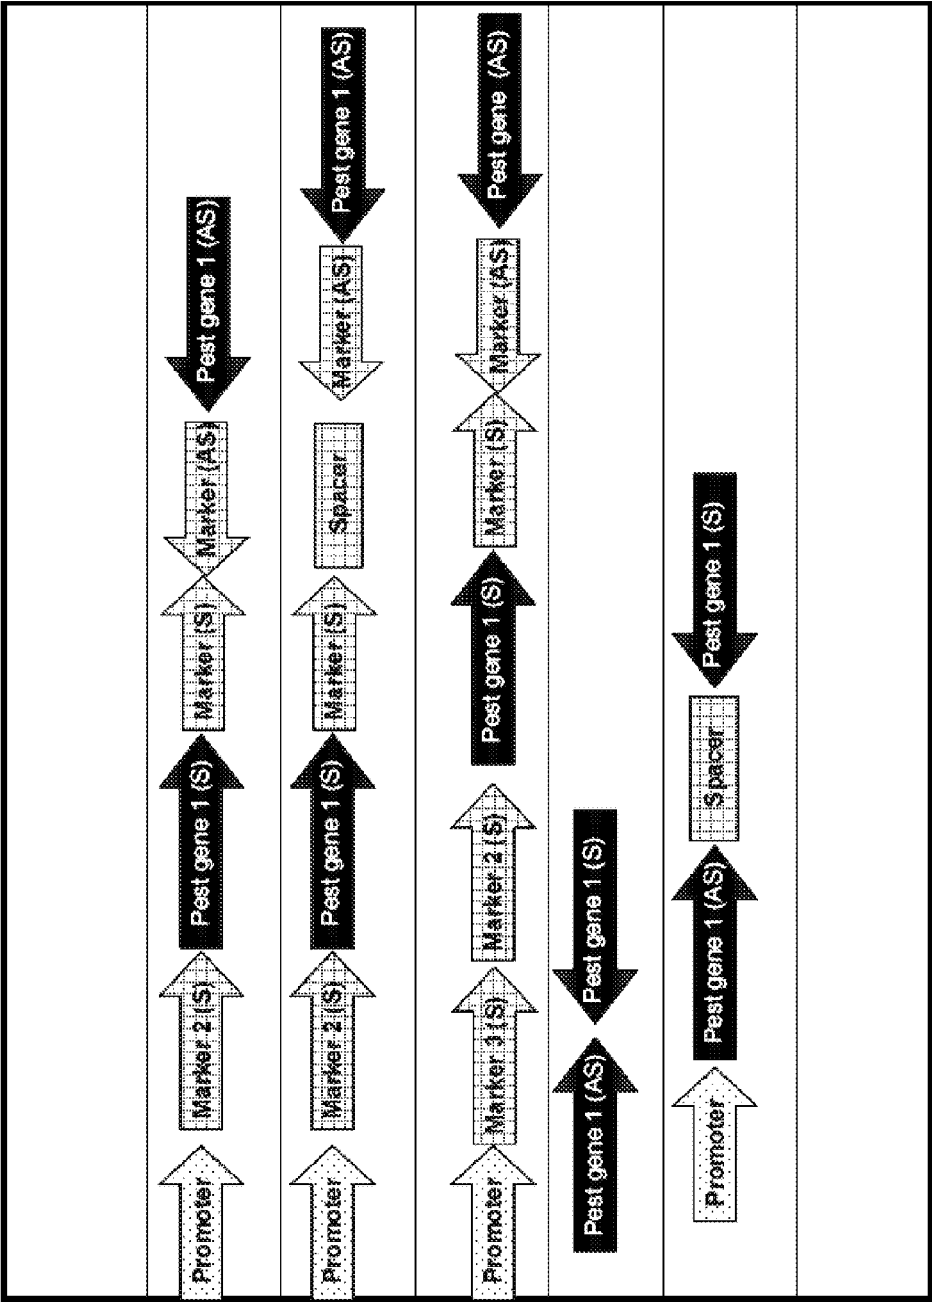 Promoter
Marker 2 (S)
Pest gene 1 (S)
Marker (S)
Marker (AS)
Pest gene 1 (AS)
Promoter
Marker 2 (S)
Pest gene 1 (S)
Marker (S)
Spacer
Marker (AS)
Pest gene 1 (AS)
Promoter
Marker 3 (S)
Marker 2 (S)
Pest gene 1 (S)
Marker (S)
Marker (AS)
Pest gene (AS)
Pest gene 1 (AS)
Pest gene 1 (S)
Promoter
Pest gene 1 (AS)
Spacer
Pest gene 1 (S)